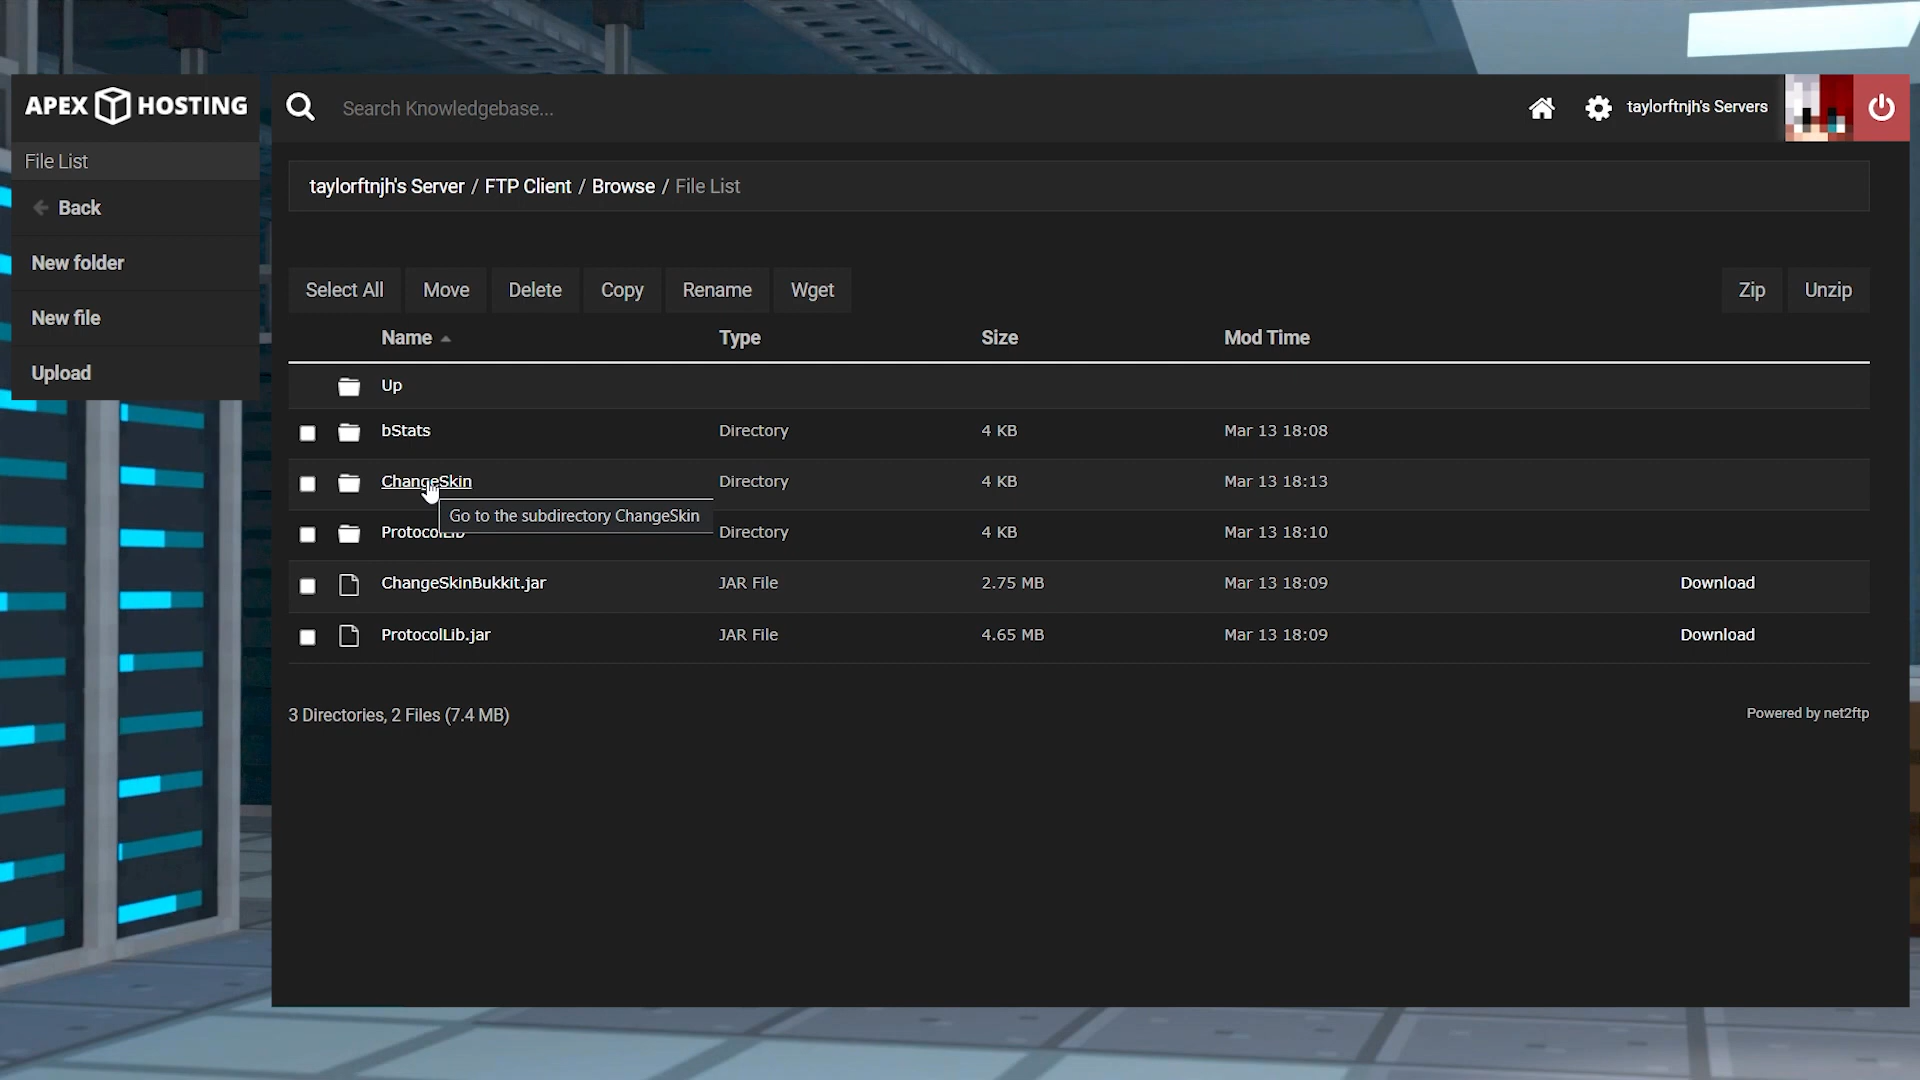 APEX HOSTING
Search Knowledgebase...
taylorftnjh's Servers
File List
Back
New folder
New file
Upload
taylorftnjh's Server / FTP Client / Browse / File List
Select All Move Delete Copy Rename Wget Zip Unzip
Name Type Size Mod Time
Up
bStats Directory 4 KB Mar 13 18:08
ChangeSkin Directory 4 KB Mar 13 18:13
Go to the subdirectory ChangeSkin
ProtocolLib Directory 4 KB Mar 13 18:10
ChangeSkinBukkit.jar JAR File 2.75 MB Mar 13 18:09 Download
ProtocolLib.jar JAR File 4.65 MB Mar 13 18:09 Download
3 Directories, 2 Files (7.4 MB)
Powered by net2ftp